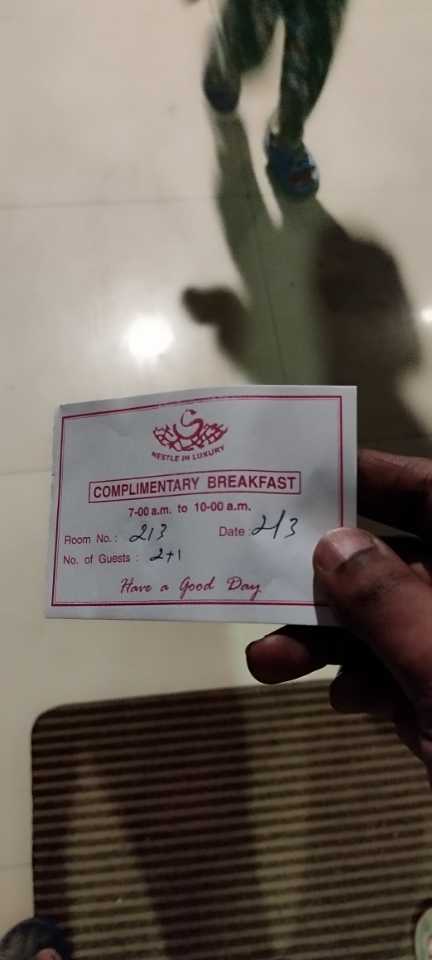 NESTLE IN LUXURY
COMPLIMENTARY BREAKFAST
7-00 a.m. to 10-00 a.m.
Room No. : 213 Date : 2/3
No. of Guests : 2+1
Have a Good Day